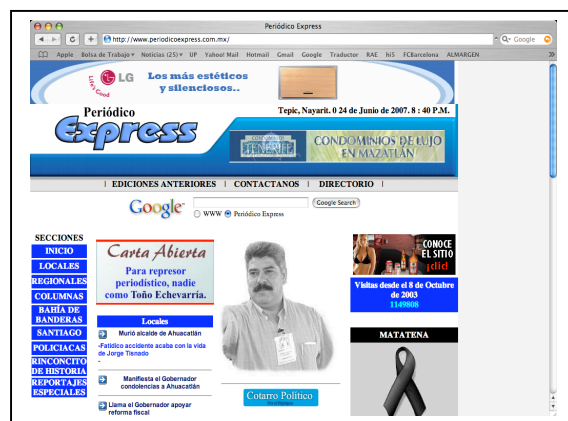 Periódico Express
http://www.periodicoexpress.com.mx/
Google
Apple Bolsa de Trabajo Noticias (25) UP Yahoo! Mail Hotmail Gmail Google Traductor RAE hi5 FCBarcelona ALMARGEN
LG
Life's Good
Los más estéticos
y silenciosos..
Periódico
Express
Tepic, Nayarit. 0 24 de Junio de 2007. 8 : 40 P.M.
TENERIFE
CONDOMINIOS DE LUJO
EN MAZATLÁN
| EDICIONES ANTERIORES | CONTACTANOS | DIRECTORIO |
Google
Google Search
WWW Periódico Express
SECCIONES
INICIO
LOCALES
REGIONALES
COLUMNAS
BAHÍA DE
BANDERAS
SANTIAGO
POLICIACAS
RINCONCITO
DE HISTORIA
REPORTAJES
ESPECIALES
Carta Abierta
Para represor
periodístico, nadie
como Toño Echevarría.
Locales
Murió alcalde de Ahuacatlán
-Fatídico accidente acaba con la vida
de Jorge Tisnado
-
Manifiesta el Gobernador
condolencias a Ahuacatlán
Llama el Gobernador apoyar
reforma fiscal
Cotarro Político
CONOCE
EL SITIO
¡clic!
Visitas desde el 8 de Octubre
de 2003
1149808
MATATENA